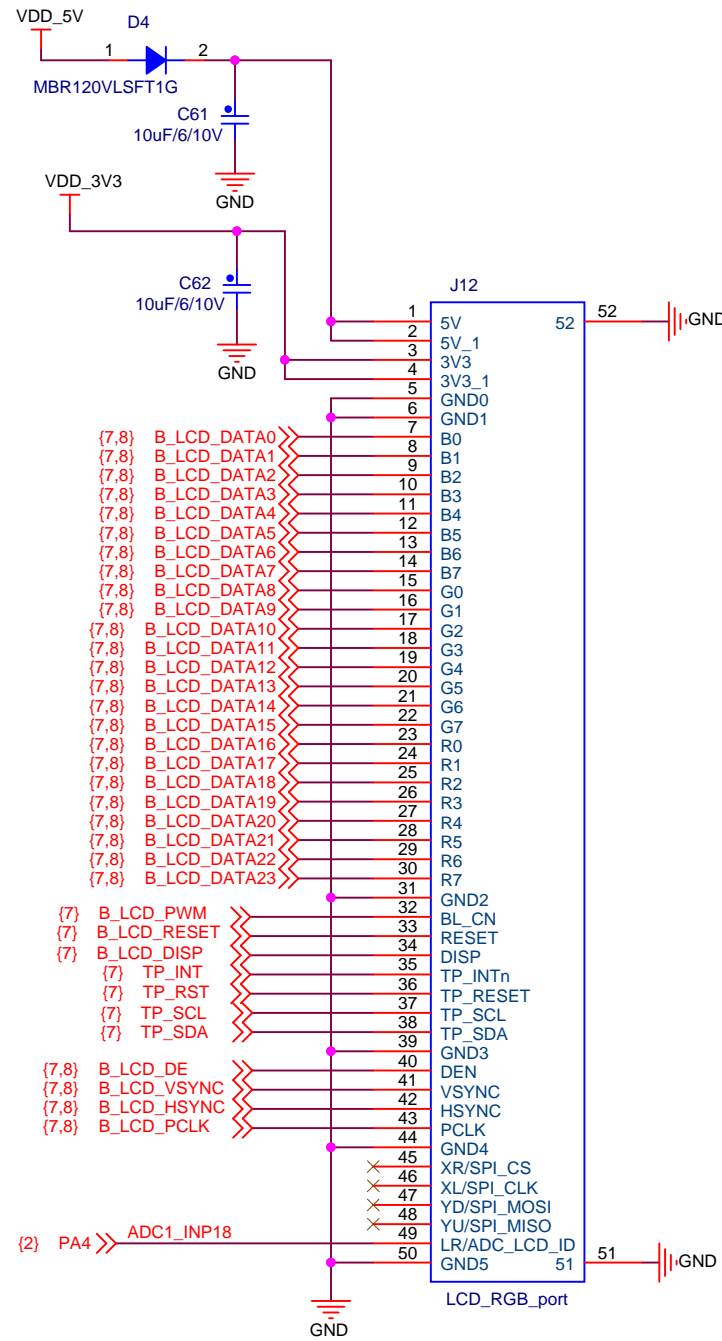 VDD_5V
D4
1 2
MBR120VLSFT1G
C61
10uF/6/10V
GND
VDD_3V3
C62
10uF/6/10V
GND
J12
1 5V 52 52 GND
2 5V_1
3 3V3
4 3V3_1
5 GND0
6 GND1
{7,8} B_LCD_DATA0 7 B0
{7,8} B_LCD_DATA1 8 B1
{7,8} B_LCD_DATA2 9 B2
{7,8} B_LCD_DATA3 10 B3
{7,8} B_LCD_DATA4 11 B4
{7,8} B_LCD_DATA5 12 B5
{7,8} B_LCD_DATA6 13 B6
{7,8} B_LCD_DATA7 14 B7
{7,8} B_LCD_DATA8 15 G0
{7,8} B_LCD_DATA9 16 G1
{7,8} B_LCD_DATA10 17 G2
{7,8} B_LCD_DATA11 18 G3
{7,8} B_LCD_DATA12 19 G4
{7,8} B_LCD_DATA13 20 G5
{7,8} B_LCD_DATA14 21 G6
{7,8} B_LCD_DATA15 22 G7
{7,8} B_LCD_DATA16 23 R0
{7,8} B_LCD_DATA17 24 R1
{7,8} B_LCD_DATA18 25 R2
{7,8} B_LCD_DATA19 26 R3
{7,8} B_LCD_DATA20 27 R4
{7,8} B_LCD_DATA21 28 R5
{7,8} B_LCD_DATA22 29 R6
{7,8} B_LCD_DATA23 30 R7
31 GND2
{7} B_LCD_PWM 32 BL_CN
{7} B_LCD_RESET 33 RESET
{7} B_LCD_DISP 34 DISP
{7} TP_INT 35 TP_INTn
{7} TP_RST 36 TP_RESET
{7} TP_SCL 37 TP_SCL
{7} TP_SDA 38 TP_SDA
39 GND3
{7,8} B_LCD_DE 40 DEN
{7,8} B_LCD_VSYNC 41 VSYNC
{7,8} B_LCD_HSYNC 42 HSYNC
{7,8} B_LCD_PCLK 43 PCLK
44 GND4
45 XR/SPI_CS
46 XL/SPI_CLK
47 YD/SPI_MOSI
48 YU/SPI_MISO
{2} PA4 ADC1_INP18 49 LR/ADC_LCD_ID
50 GND5 51 51 GND
LCD_RGB_port
GND